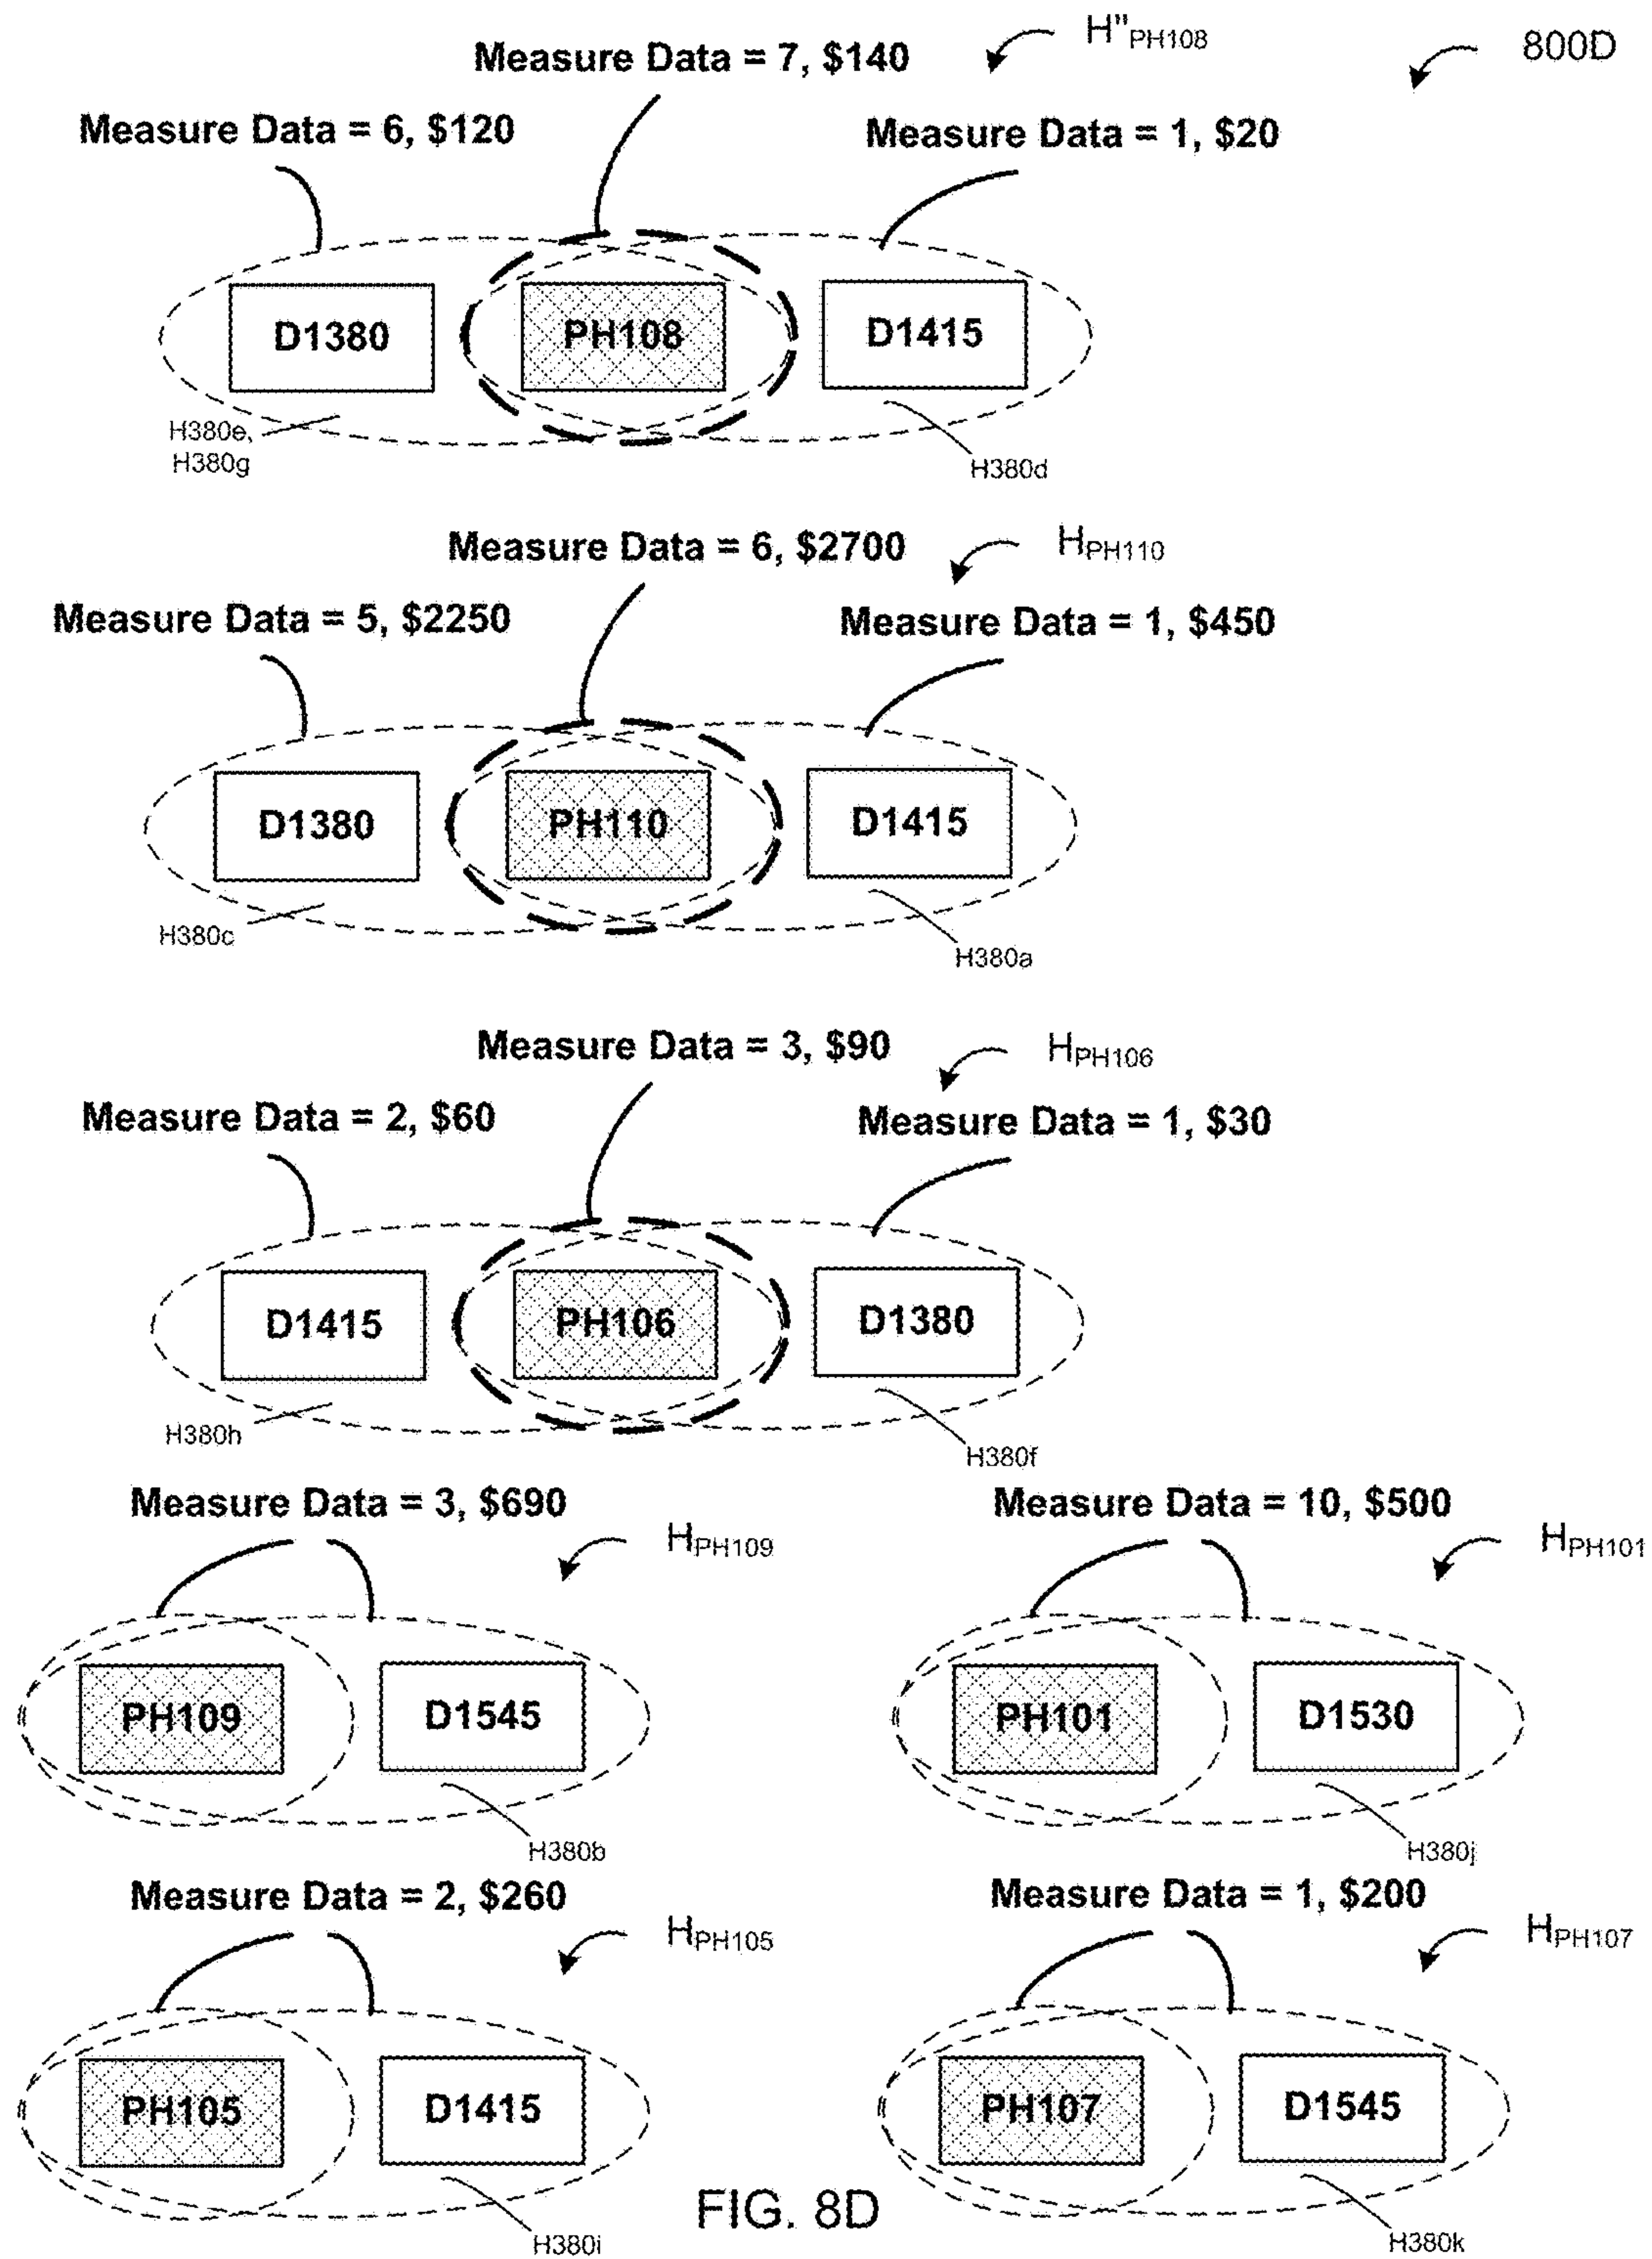 H"PH108
800D
Measure Data = 7, $140
Measure Data = 6, $120
Measure Data = 1, $20
D1380
PH108
D1415
H380e,
H380g
H380d
Measure Data = 6, $2700
HPH110
Measure Data = 5, $2250
Measure Data = 1, $450
D1380
PH110
D1415
H380c
H380a
Measure Data = 3, $90
HPH106
Measure Data = 2, $60
Measure Data = 1, $30
D1415
PH106
D1380
H380h
H380f
Measure Data = 3, $690
HPH109
Measure Data = 10, $500
HPH101
PH109
D1545
PH101
D1530
H380b
H380j
Measure Data = 2, $260
HPH105
Measure Data = 1, $200
HPH107
PH105
D1415
PH107
D1545
H380i
H380k
FIG. 8D